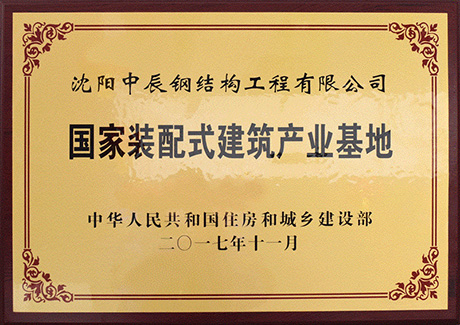 沈阳中辰钢结构工程有限公司
国家装配式建筑产业基地
中华人民共和国住房和城乡建设部
二〇一七年十一月